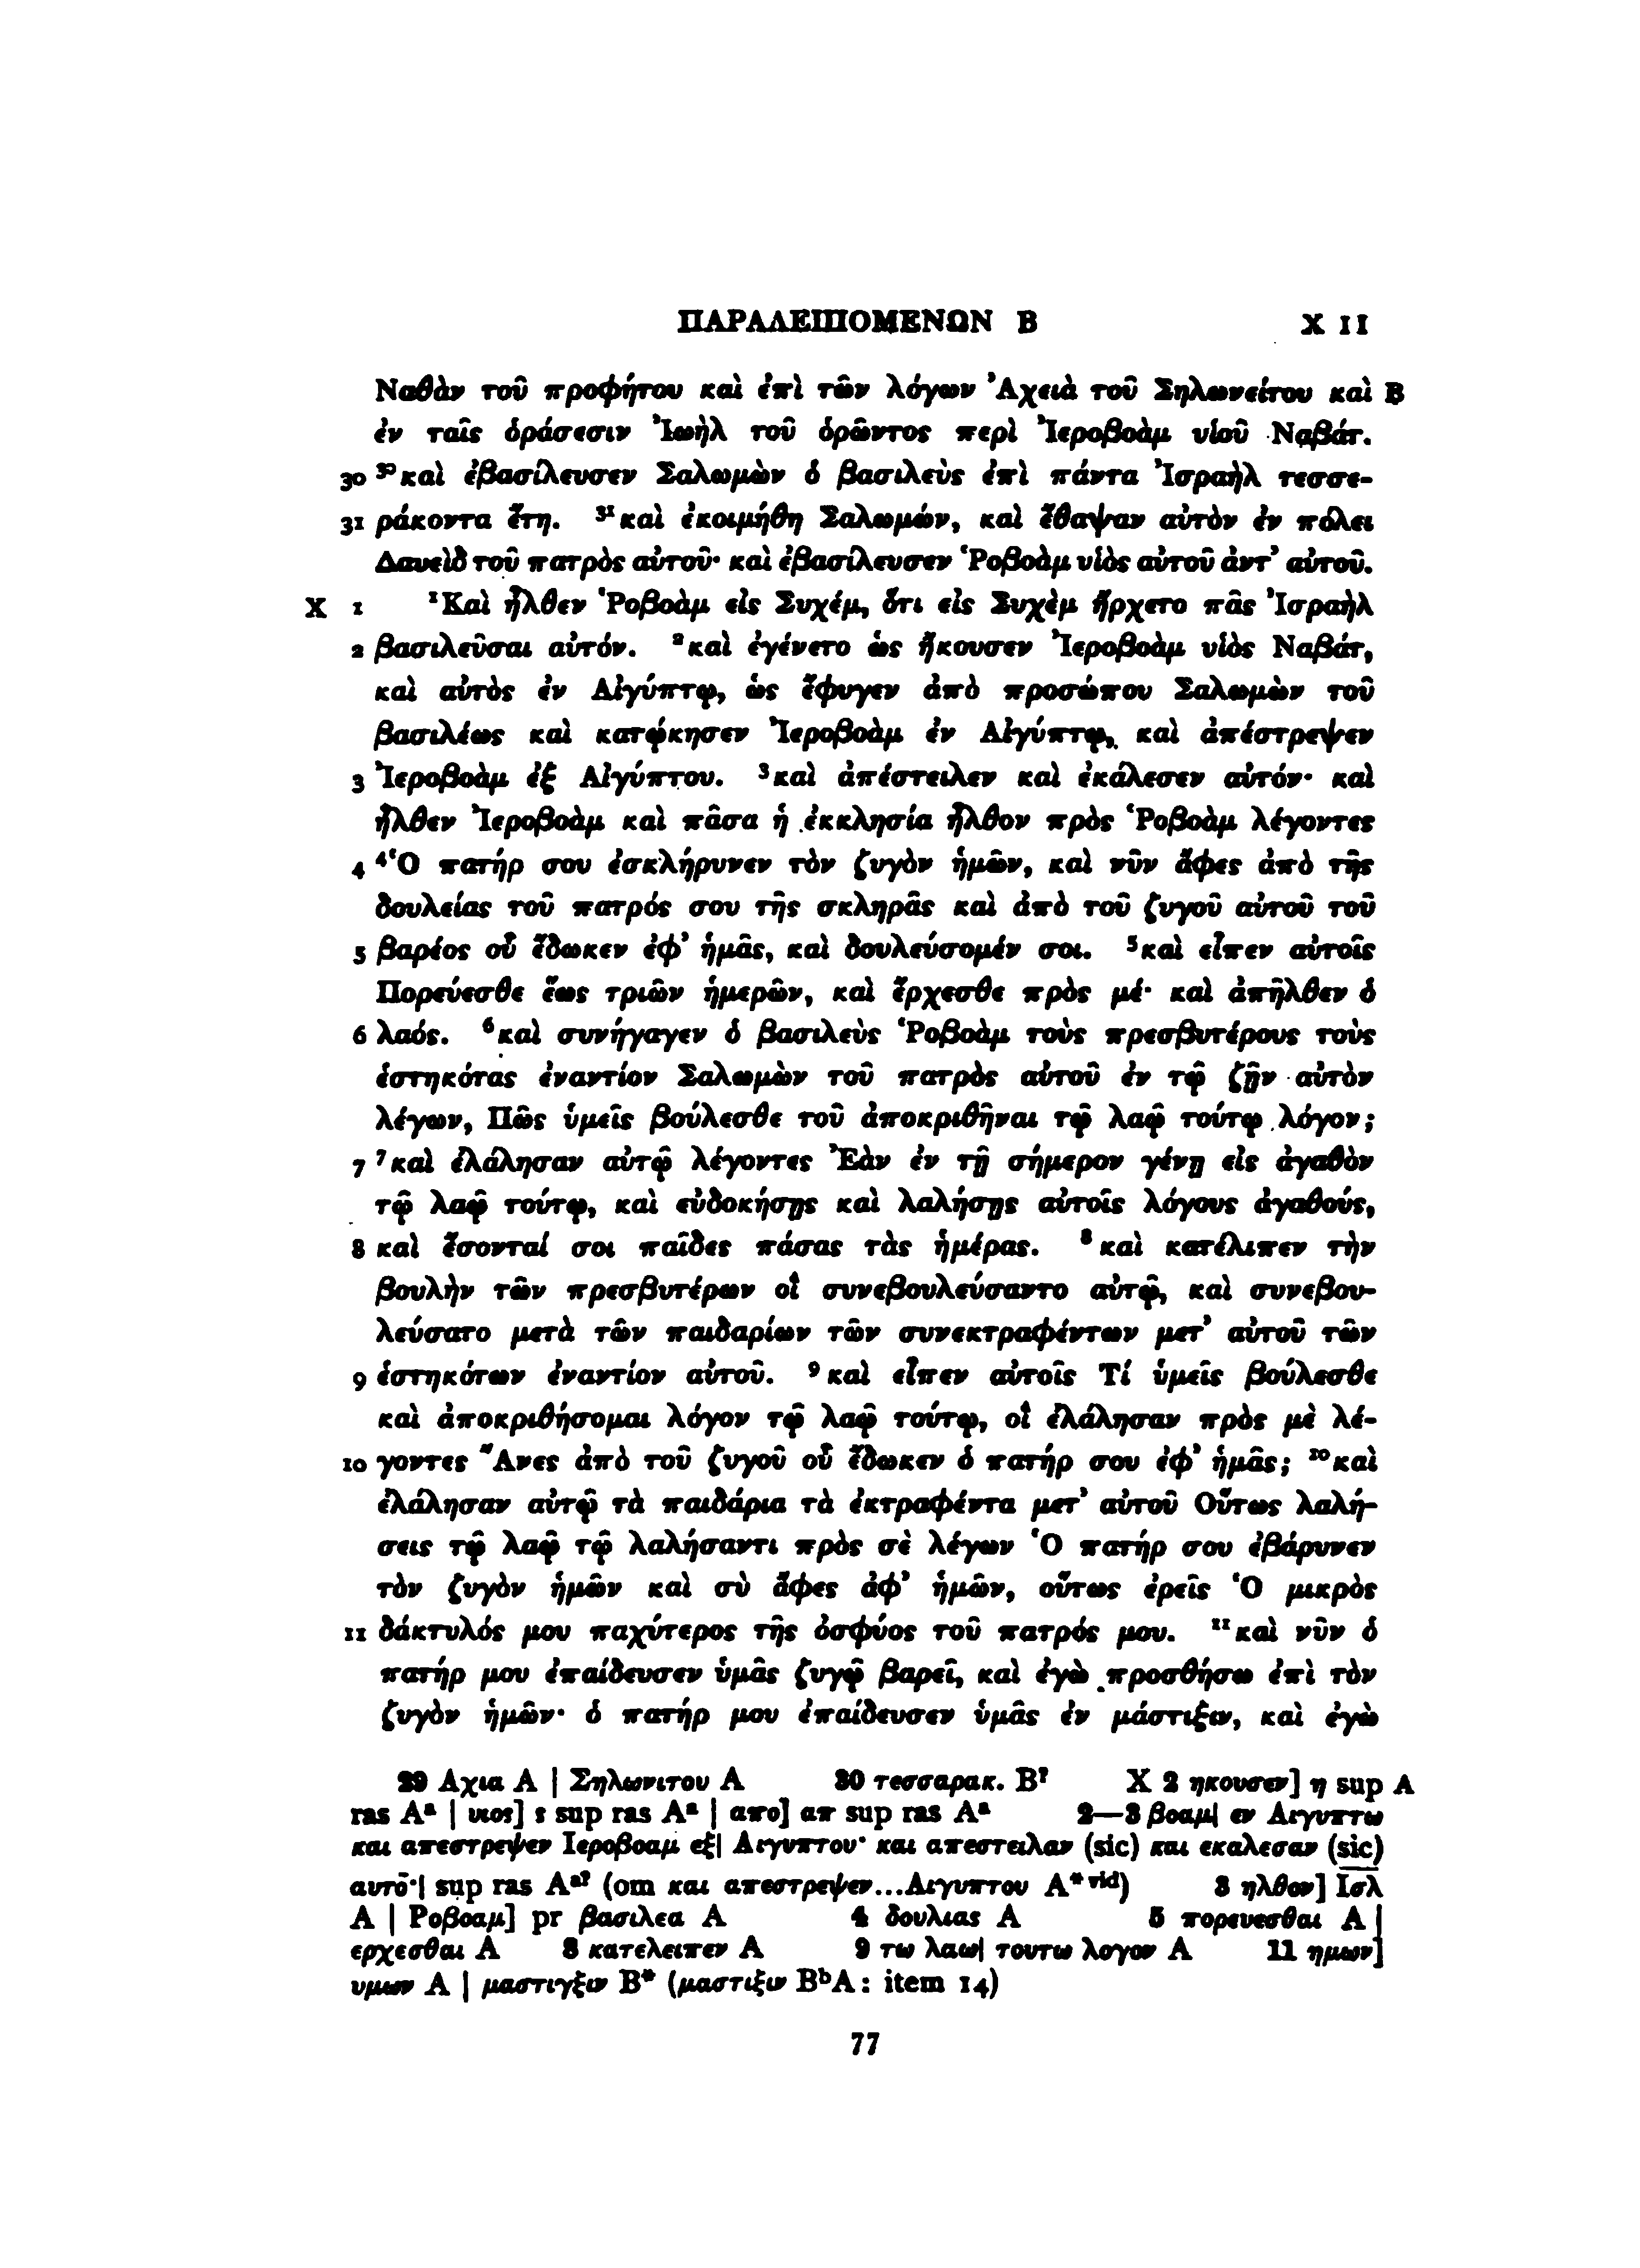 ΠΑΡΑΛΕΙΠΟΜΕΝΩΝ Β X 11
Ναθὰν τοῦ προφήτου καὶ ἐπὶ τῶν λόγων Ἀχειὰ τοῦ Σηλωνείτου καὶ B
ἐν ταῖς ὁράσεσιν Ἰωὴλ τοῦ ὁρῶντος περὶ Ἰεροβοὰμ υἱοῦ Ναβάτ.
30 ³⁰καὶ ἐβασίλευσεν Σαλωμὼν ὁ βασιλεὺς ἐπὶ πάντα Ἰσραὴλ τεσσε-
31 ράκοντα ἔτη. ³¹καὶ ἐκοιμήθη Σαλωμών, καὶ ἔθαψαν αὐτὸν ἐν πόλει
Δαυεὶδ τοῦ πατρὸς αὐτοῦ· καὶ ἐβασίλευσεν Ῥοβοὰμ υἱὸς αὐτοῦ ἀντ’ αὐτοῦ.
X 1 ¹Καὶ ἦλθεν Ῥοβοὰμ εἰς Συχέμ, ὅτι εἰς Συχὲμ ἤρχετο πᾶς Ἰσραὴλ
2 βασιλεῦσαι αὐτόν. ²καὶ ἐγένετο ὡς ἤκουσεν Ἰεροβοὰμ υἱὸς Ναβάτ,
καὶ αὐτὸς ἐν Αἰγύπτῳ, ὡς ἔφυγεν ἀπὸ προσώπου Σαλωμὼν τοῦ
βασιλέως καὶ κατῴκησεν Ἰεροβοὰμ ἐν Αἰγύπτῳ, καὶ ἀπέστρεψεν
3 Ἰεροβοὰμ ἐξ Αἰγύπτου. ³καὶ ἀπέστειλεν καὶ ἐκάλεσεν αὐτόν· καὶ
ἦλθεν Ἰεροβοὰμ καὶ πᾶσα ἡ ἐκκλησία ἦλθον πρὸς Ῥοβοὰμ λέγοντες
4 ⁴Ὁ πατήρ σου ἐσκλήρυνεν τὸν ζυγὸν ἡμῶν, καὶ νῦν ἄφες ἀπὸ τῆς
δουλείας τοῦ πατρός σου τῆς σκληρᾶς καὶ ἀπὸ τοῦ ζυγοῦ αὐτοῦ τοῦ
5 βαρέος οὗ ἔδωκεν ἐφ’ ἡμᾶς, καὶ δουλεύσομέν σοι. ⁵καὶ εἶπεν αὐτοῖς
Πορεύεσθε ἕως τριῶν ἡμερῶν, καὶ ἔρχεσθε πρὸς μέ· καὶ ἀπῆλθεν ὁ
6 λαός. ⁶καὶ συνήγαγεν ὁ βασιλεὺς Ῥοβοὰμ τοὺς πρεσβυτέρους τοὺς
ἑστηκότας ἐναντίον Σαλωμὼν τοῦ πατρὸς αὐτοῦ ἐν τῷ ζῇν αὐτὸν
λέγων, Πῶς ὑμεῖς βούλεσθε τοῦ ἀποκριθῆναι τῷ λαῷ τούτῳ λόγον;
7 ⁷καὶ ἐλάλησαν αὐτῷ λέγοντες Ἐὰν ἐν τῇ σήμερον γένῃ εἰς ἀγαθὸν
τῷ λαῷ τούτῳ, καὶ εὐδοκήσῃς καὶ λαλήσῃς αὐτοῖς λόγους ἀγαθούς,
8 καὶ ἔσονταί σοι παῖδες πάσας τὰς ἡμέρας. ⁸καὶ κατέλιπεν τὴν
βουλὴν τῶν πρεσβυτέρων οἳ συνεβουλεύσαντο αὐτῷ, καὶ συνεβου-
λεύσατο μετὰ τῶν παιδαρίων τῶν συνεκτραφέντων μετ’ αὐτοῦ τῶν
9 ἑστηκότων ἐναντίον αὐτοῦ. ⁹καὶ εἶπεν αὐτοῖς Τί ὑμεῖς βούλεσθε
καὶ ἀποκριθήσομαι λόγον τῷ λαῷ τούτῳ, οἳ ἐλάλησαν πρὸς μὲ λέ-
10 γοντες Ἄνες ἀπὸ τοῦ ζυγοῦ οὗ ἔδωκεν ὁ πατήρ σου ἐφ’ ἡμᾶς; ¹⁰καὶ
ἐλάλησαν αὐτῷ τὰ παιδάρια τὰ ἐκτραφέντα μετ’ αὐτοῦ Οὕτως λαλή-
σεις τῷ λαῷ τῷ λαλήσαντι πρὸς σὲ λέγων Ὁ πατήρ σου ἐβάρυνεν
τὸν ζυγὸν ἡμῶν καὶ σὺ ἄφες ἀφ’ ἡμῶν, οὕτως ἐρεῖς Ὁ μικρὸς
11 δάκτυλός μου παχύτερος τῆς ὀσφύος τοῦ πατρός μου. ¹¹καὶ νῦν ὁ
πατήρ μου ἐπαίδευσεν ὑμᾶς ζυγῷ βαρεῖ, καὶ ἐγὼ προσθήσω ἐπὶ τὸν
ζυγὸν ἡμῶν· ὁ πατήρ μου ἐπαίδευσεν ὑμᾶς ἐν μάστιξιν, καὶ ἐγὼ
29 Αχια A | Σηλωνιτου A 30 τεσσαρακ. B? X 2 ηκουσεν] η sup A
ras Aᵃ | υιος] s sup ras Aᵃ | απο] απ sup ras Aᵃ 2—3 βοαμ| εν Αιγυπτω
και απεστρεψεν Ιεροβοαμ εξ| Αιγυπτου· και απεστειλαν (sic) και εκαλεσαν (sic)
αυτο̄·| sup ras Aᵃ? (om και απεστρεψεν...Αιγυπτου A*ᵛⁱᵈ) 3 ηλθον] Ι̅σ̅λ̅
A | Ροβοαμ] pr βασιλεα A 4 δουλιας A 5 πορευεσθαι A |
ερχεσθαι A 8 κατελειπεν A 9 τω λαω| τουτω λογον A 11 ημων]
υμων A | μαστιγξιν B* (μαστιξιν BᵇA: item 14)
77